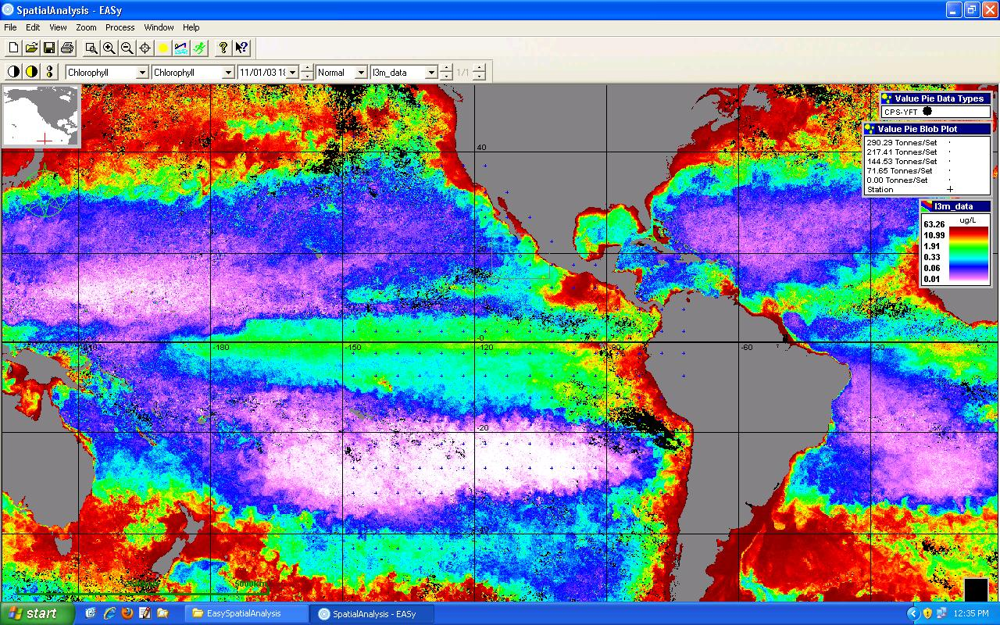 SpatialAnalysis - EASy
File Edit View Zoom Process Window Help
Chlorophyll Chlorophyll 11/01/03 Normal l3m_data 1/1
Value Pie Data Types
CPS-YFT
Value Pie Blob Plot
290.29 Tonnes/Set
217.41 Tonnes/Set
144.53 Tonnes/Set
71.65 Tonnes/Set
0.00 Tonnes/Set
Station
l3m_data
ug/L
63.26
10.99
1.91
0.33
0.06
0.01
40
180 -150 -120 -90 -60 -30
0
-20
start EasySpatialAnalysis SpatialAnalysis - EASy 12:35 PM